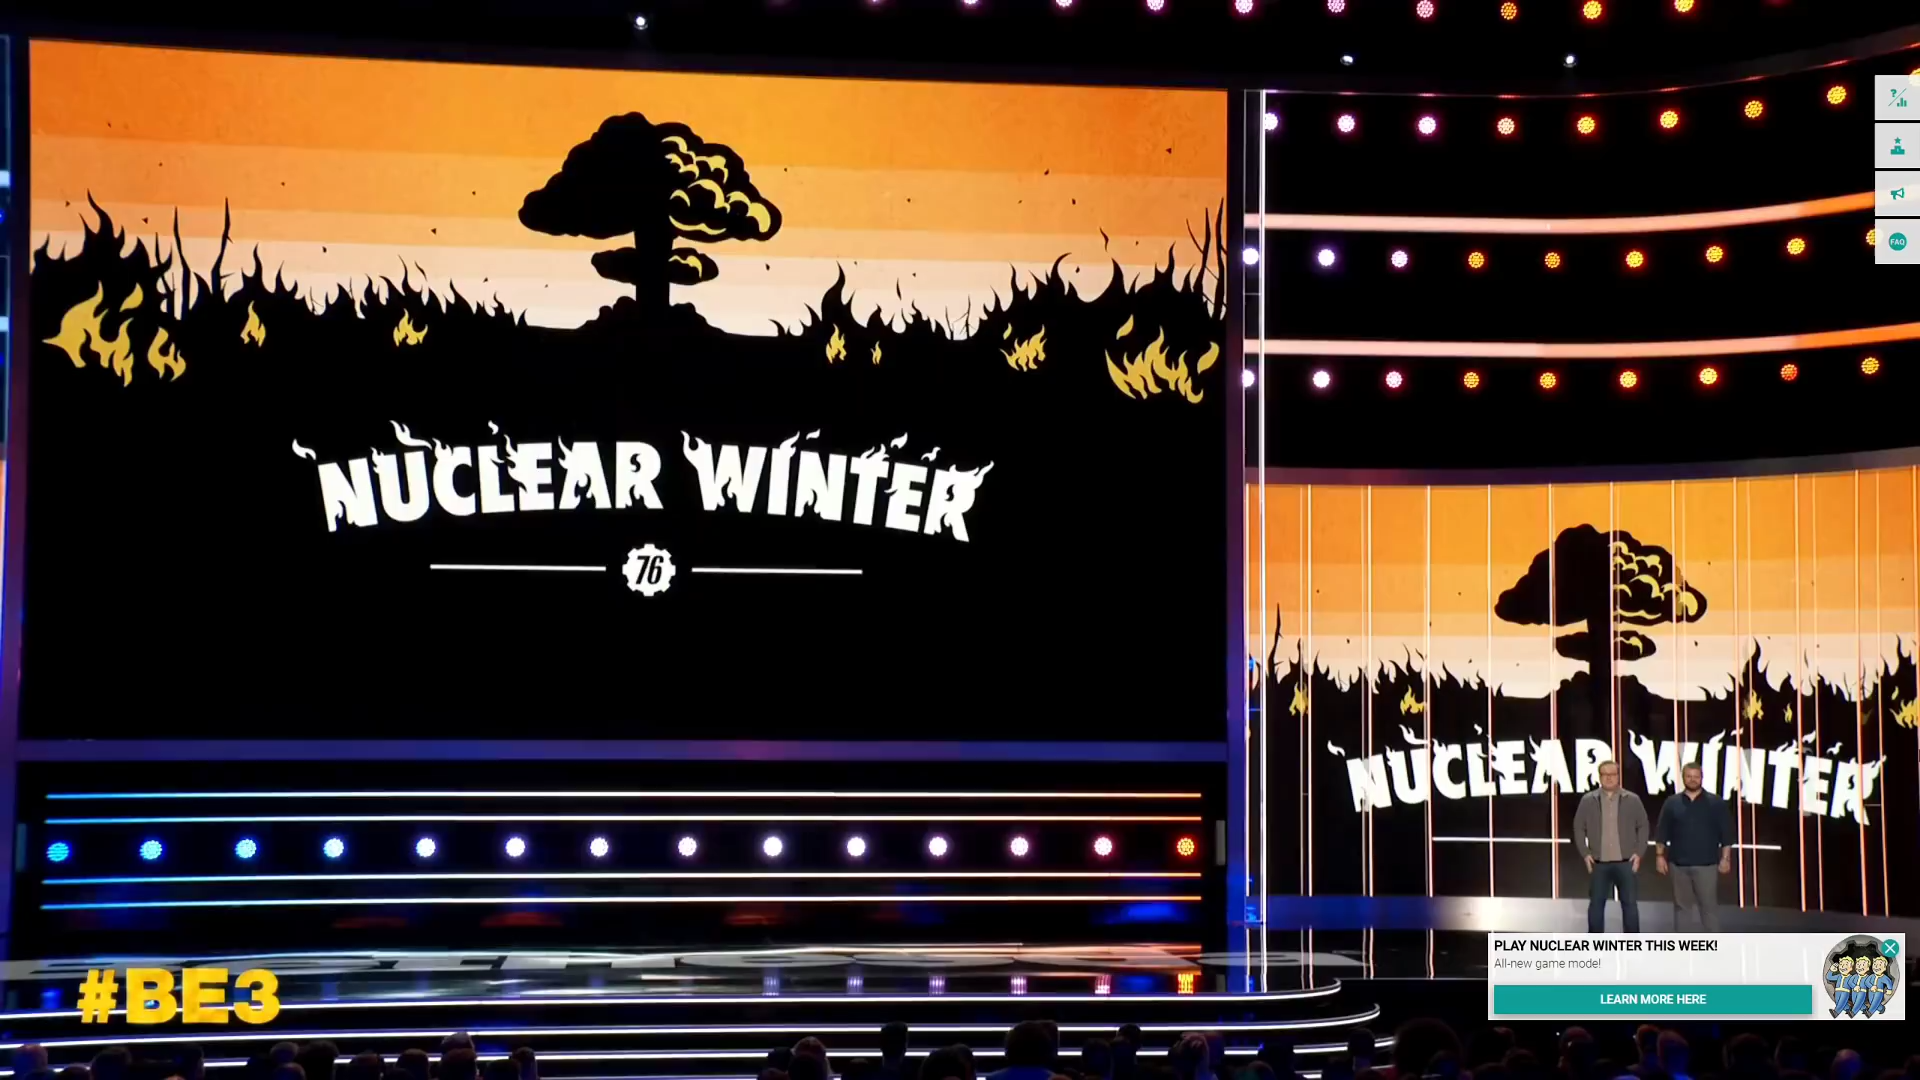 NUCLEAR WINTER
76
NUCLEAR WINTER
#BE3
?
FAQ
PLAY NUCLEAR WINTER THIS WEEK!
All-new game mode!
LEARN MORE HERE